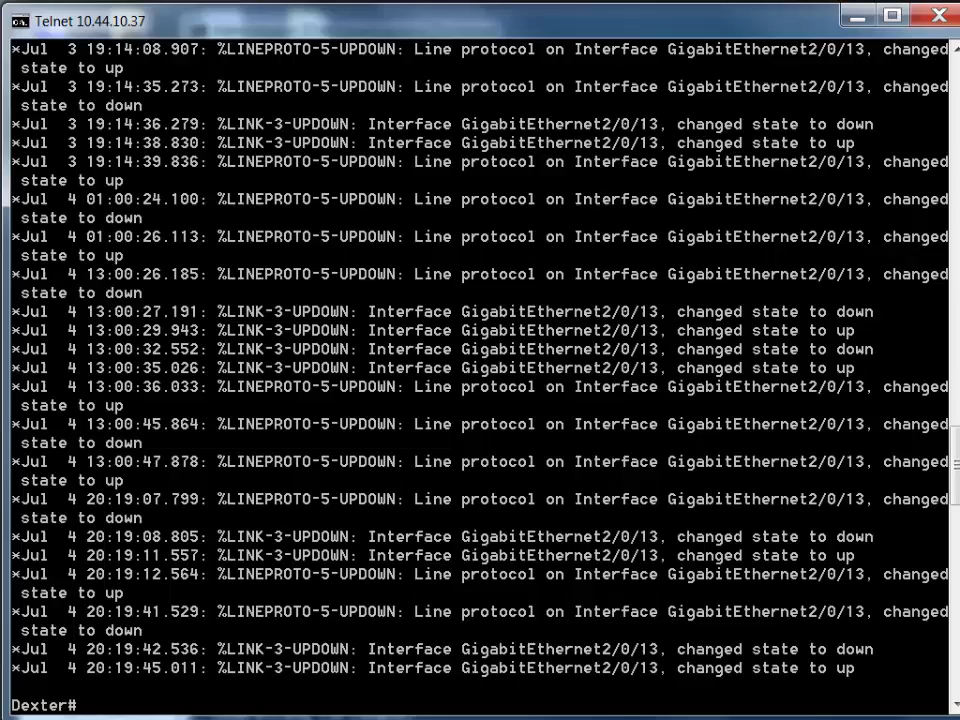 Telnet 10.44.10.37
*Jul  3 19:14:08.907: %LINEPROTO-5-UPDOWN: Line protocol on Interface GigabitEthernet2/0/13, changed
 state to up
*Jul  3 19:14:35.273: %LINEPROTO-5-UPDOWN: Line protocol on Interface GigabitEthernet2/0/13, changed
 state to down
*Jul  3 19:14:36.279: %LINK-3-UPDOWN: Interface GigabitEthernet2/0/13, changed state to down
*Jul  3 19:14:38.830: %LINK-3-UPDOWN: Interface GigabitEthernet2/0/13, changed state to up
*Jul  3 19:14:39.836: %LINEPROTO-5-UPDOWN: Line protocol on Interface GigabitEthernet2/0/13, changed
 state to up
*Jul  4 01:00:24.100: %LINEPROTO-5-UPDOWN: Line protocol on Interface GigabitEthernet2/0/13, changed
 state to down
*Jul  4 01:00:26.113: %LINEPROTO-5-UPDOWN: Line protocol on Interface GigabitEthernet2/0/13, changed
 state to up
*Jul  4 13:00:26.185: %LINEPROTO-5-UPDOWN: Line protocol on Interface GigabitEthernet2/0/13, changed
 state to down
*Jul  4 13:00:27.191: %LINK-3-UPDOWN: Interface GigabitEthernet2/0/13, changed state to down
*Jul  4 13:00:29.943: %LINK-3-UPDOWN: Interface GigabitEthernet2/0/13, changed state to up
*Jul  4 13:00:32.552: %LINK-3-UPDOWN: Interface GigabitEthernet2/0/13, changed state to down
*Jul  4 13:00:35.026: %LINK-3-UPDOWN: Interface GigabitEthernet2/0/13, changed state to up
*Jul  4 13:00:36.033: %LINEPROTO-5-UPDOWN: Line protocol on Interface GigabitEthernet2/0/13, changed
 state to up
*Jul  4 13:00:45.864: %LINEPROTO-5-UPDOWN: Line protocol on Interface GigabitEthernet2/0/13, changed
 state to down
*Jul  4 13:00:47.878: %LINEPROTO-5-UPDOWN: Line protocol on Interface GigabitEthernet2/0/13, changed
 state to up
*Jul  4 20:19:07.799: %LINEPROTO-5-UPDOWN: Line protocol on Interface GigabitEthernet2/0/13, changed
 state to down
*Jul  4 20:19:08.805: %LINK-3-UPDOWN: Interface GigabitEthernet2/0/13, changed state to down
*Jul  4 20:19:11.557: %LINK-3-UPDOWN: Interface GigabitEthernet2/0/13, changed state to up
*Jul  4 20:19:12.564: %LINEPROTO-5-UPDOWN: Line protocol on Interface GigabitEthernet2/0/13, changed
 state to up
*Jul  4 20:19:41.529: %LINEPROTO-5-UPDOWN: Line protocol on Interface GigabitEthernet2/0/13, changed
 state to down
*Jul  4 20:19:42.536: %LINK-3-UPDOWN: Interface GigabitEthernet2/0/13, changed state to down
*Jul  4 20:19:45.011: %LINK-3-UPDOWN: Interface GigabitEthernet2/0/13, changed state to up
Dexter#